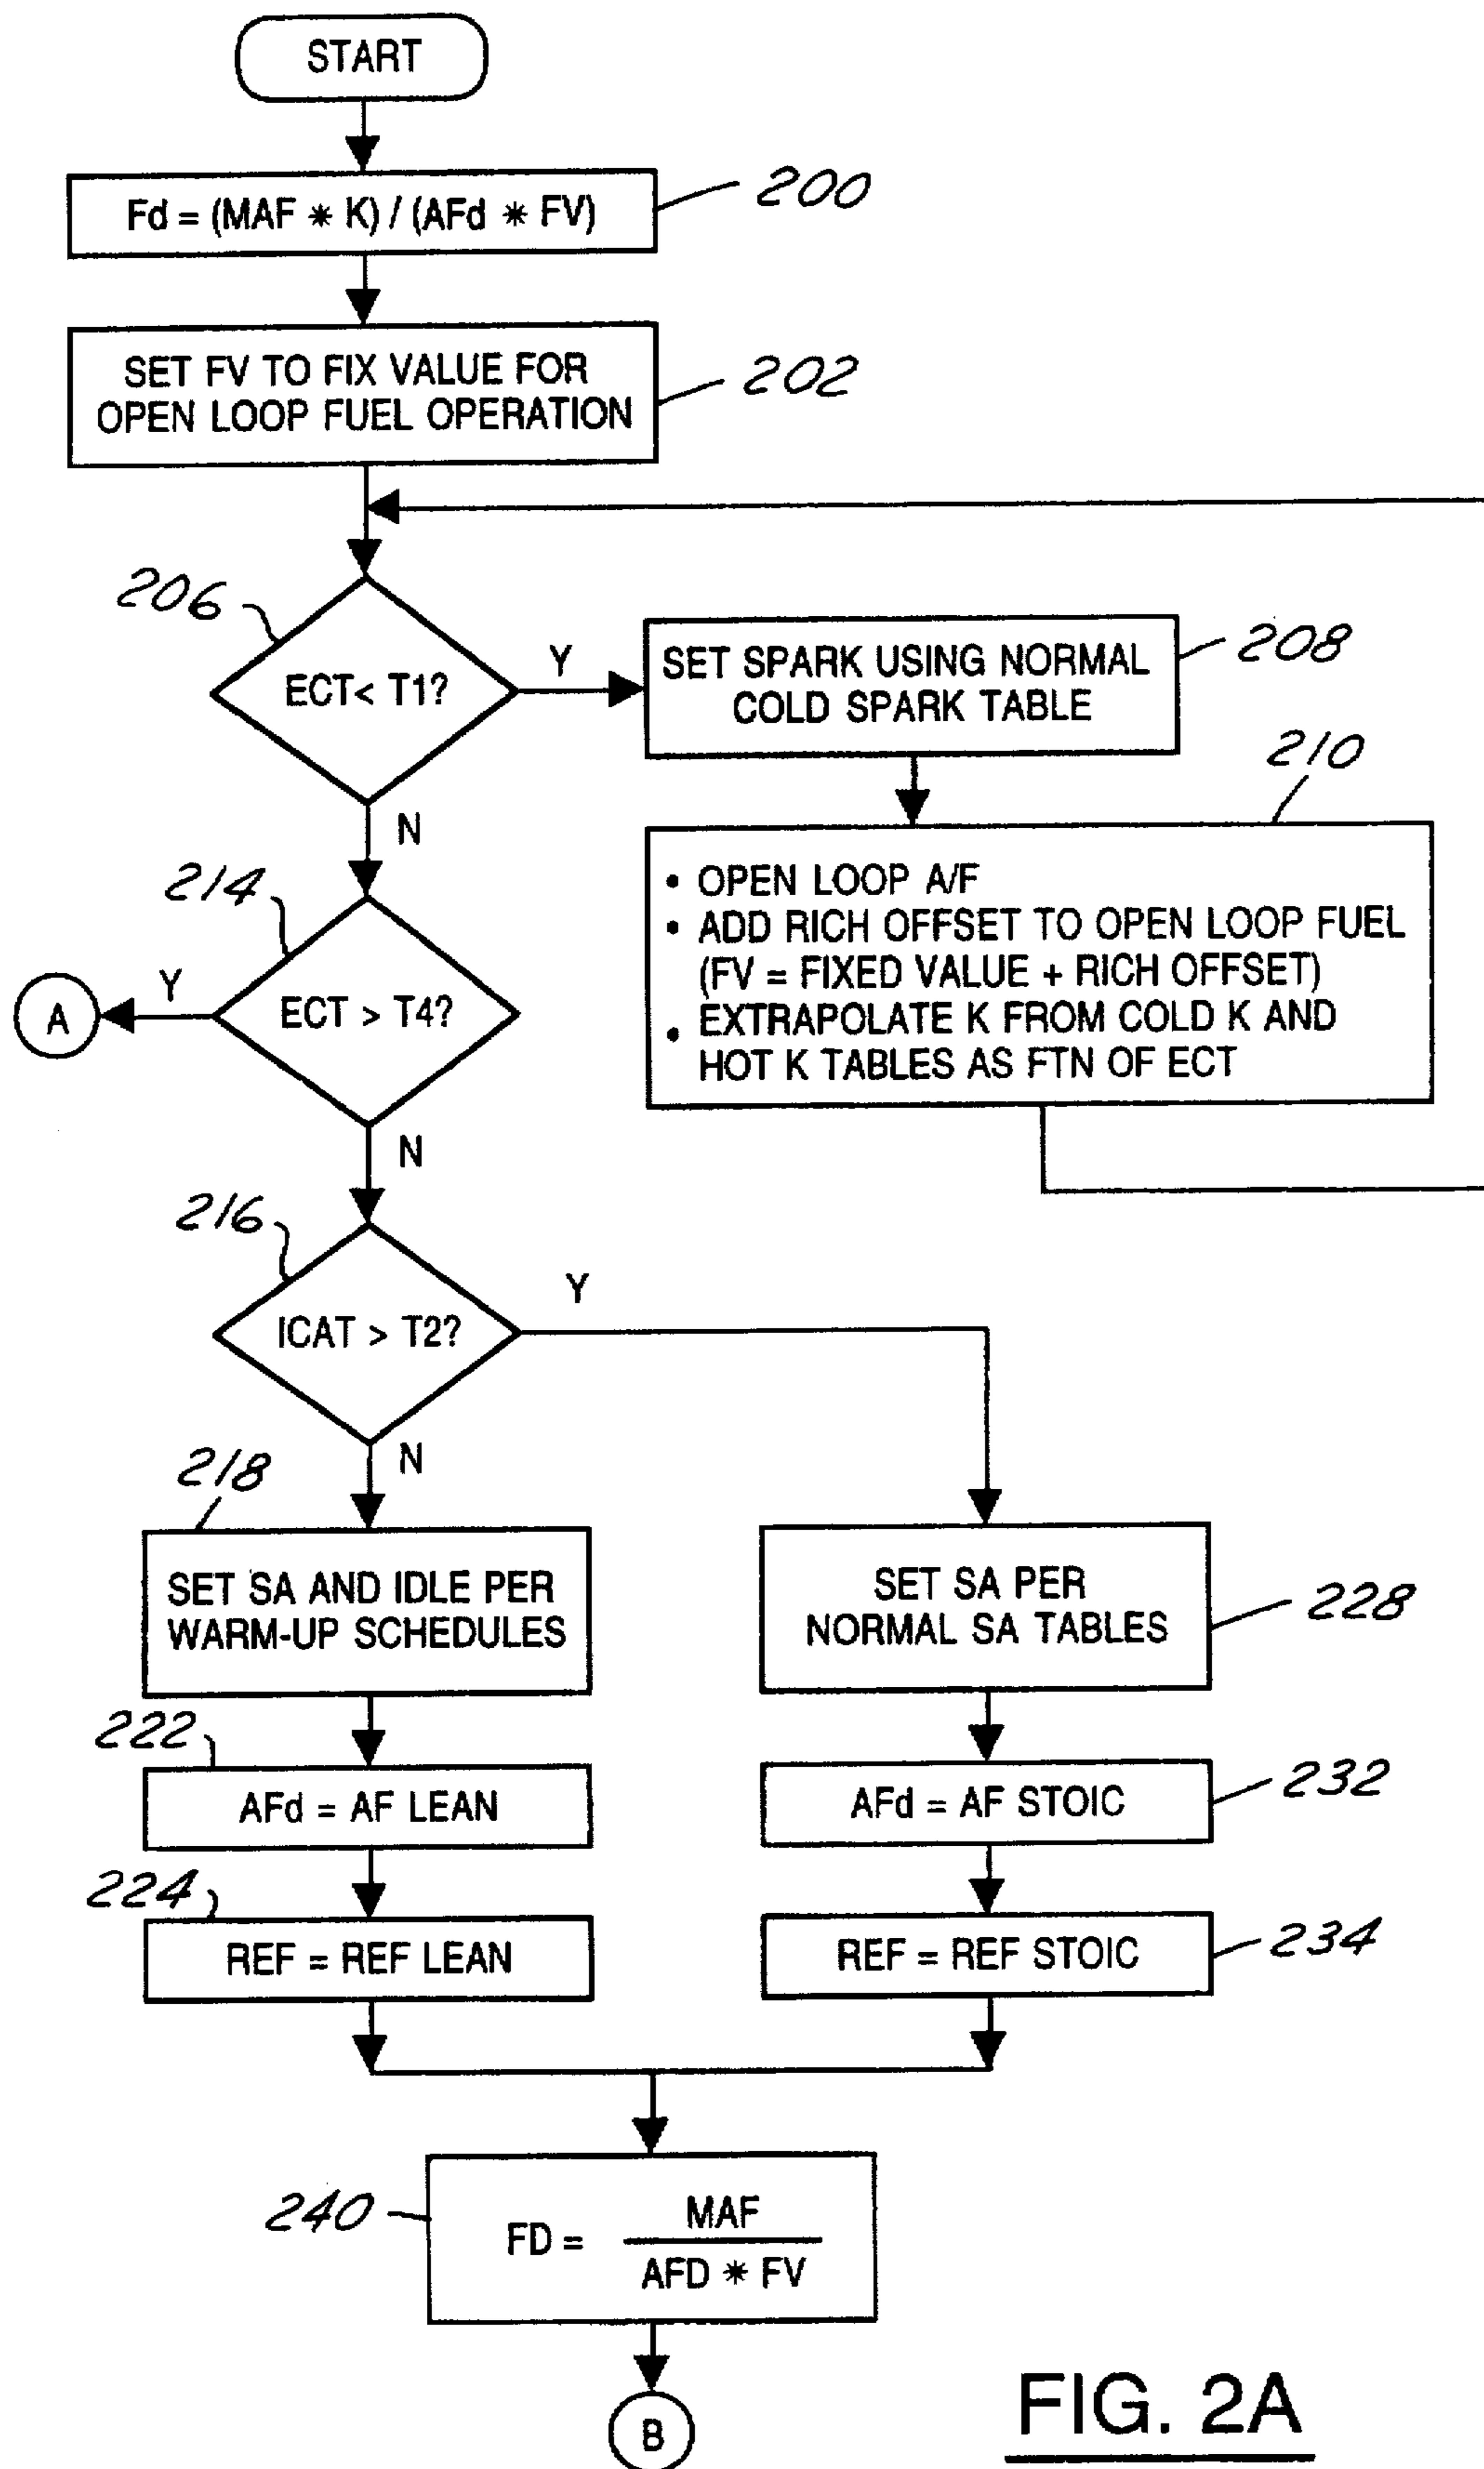 START
Fd = (MAF * K) / (AFd * FV)
200
SET FV TO FIX VALUE FOR
OPEN LOOP FUEL OPERATION
202
206
ECT< T1?
Y
N
SET SPARK USING NORMAL
COLD SPARK TABLE
208
210
• OPEN LOOP A/F
• ADD RICH OFFSET TO OPEN LOOP FUEL
(FV = FIXED VALUE + RICH OFFSET)
• EXTRAPOLATE K FROM COLD K AND
HOT K TABLES AS FTN OF ECT
214
ECT > T4?
Y
A
N
216
ICAT > T2?
Y
N
218
SET SA AND IDLE PER
WARM-UP SCHEDULES
SET SA PER
NORMAL SA TABLES
228
222
AFd = AF LEAN
AFd = AF STOIC
232
224
REF = REF LEAN
REF = REF STOIC
234
240
FD = MAF
AFD * FV
B
FIG. 2A